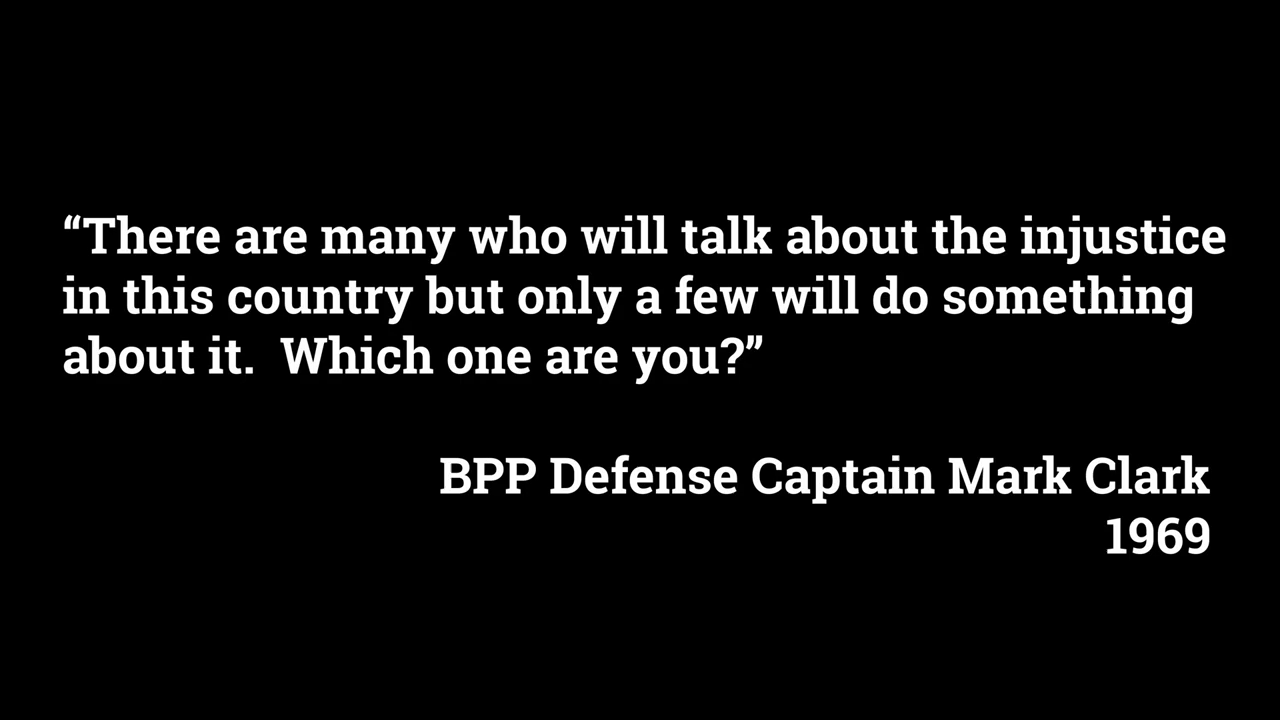 “There are many who will talk about the injustice
in this country but only a few will do something
about it.  Which one are you?”
BPP Defense Captain Mark Clark
1969